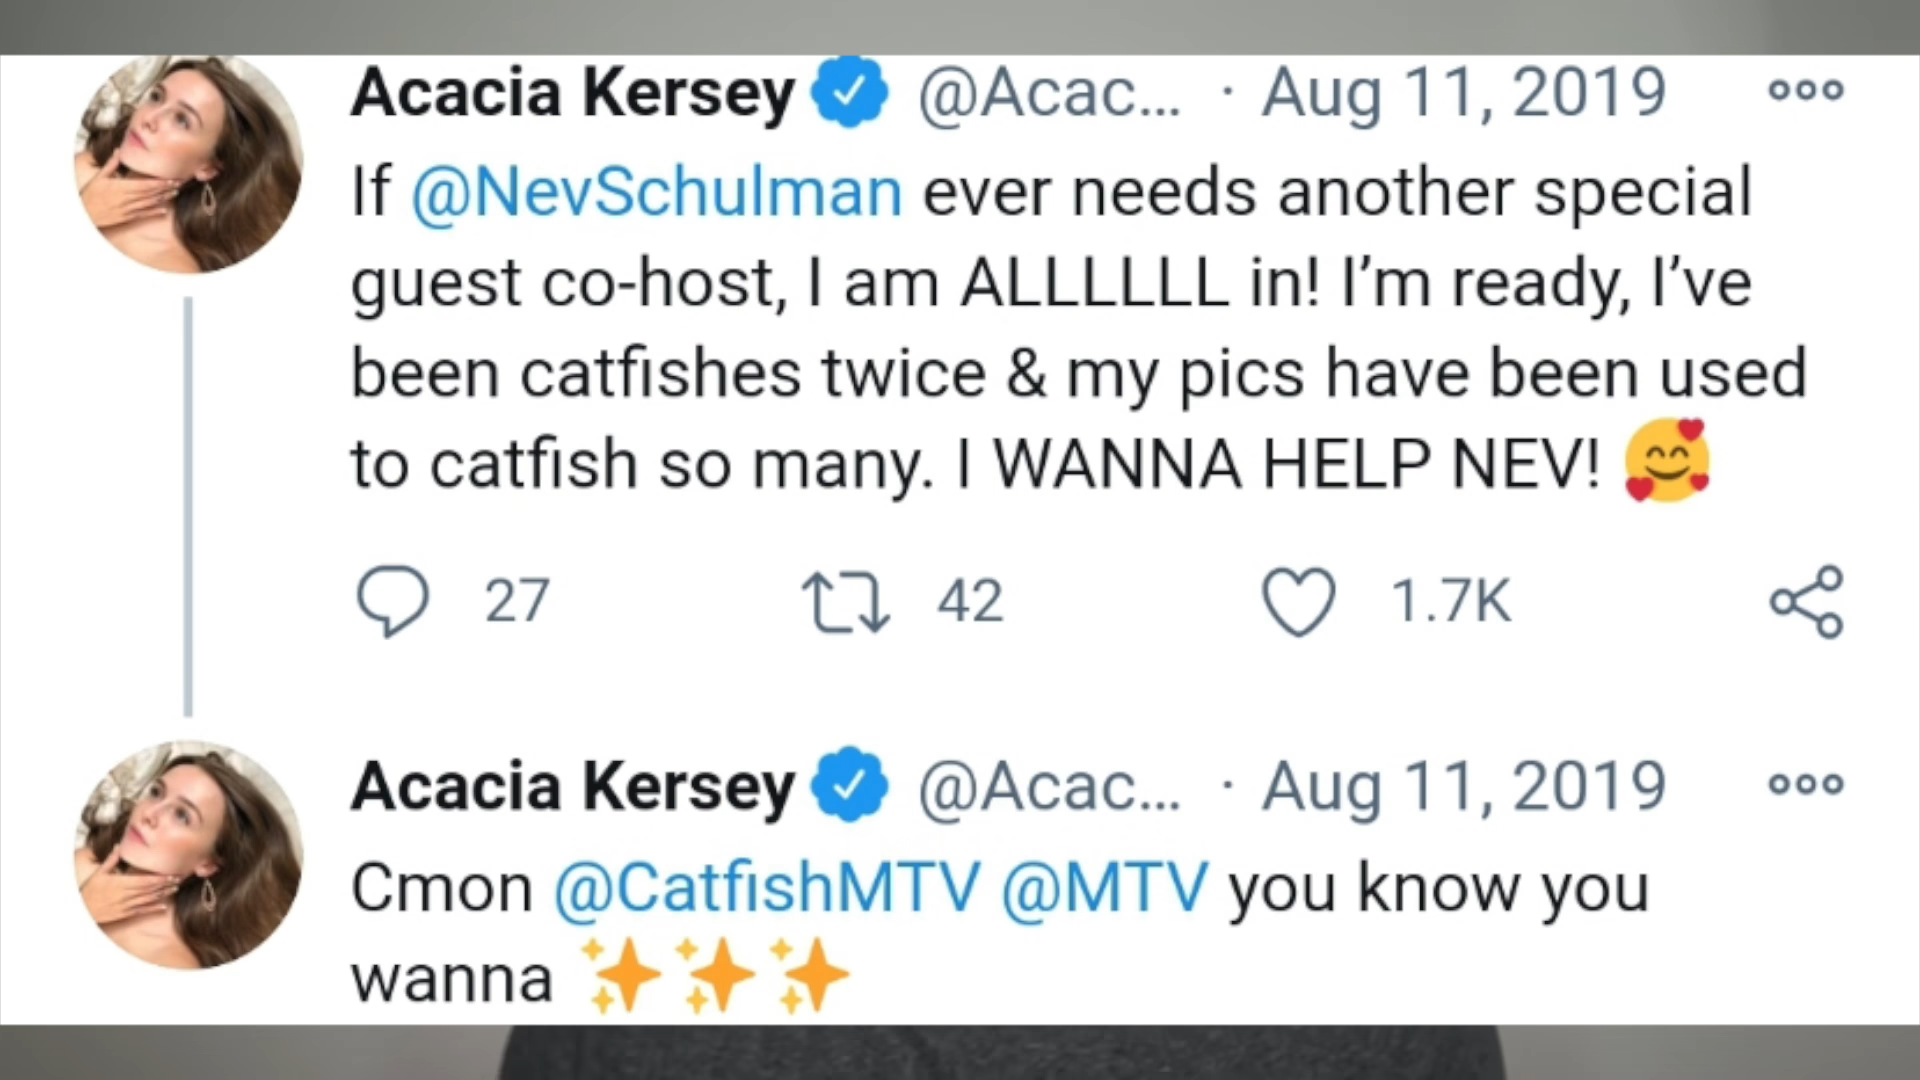 Acacia Kersey @Acac... · Aug 11, 2019
If @NevSchulman ever needs another special
guest co-host, I am ALLLLLL in! I’m ready, I’ve
been catfishes twice & my pics have been used
to catfish so many. I WANNA HELP NEV! 🥰
27 42 1.7K
Acacia Kersey @Acac... · Aug 11, 2019
Cmon @CatfishMTV @MTV you know you
wanna ✨✨✨